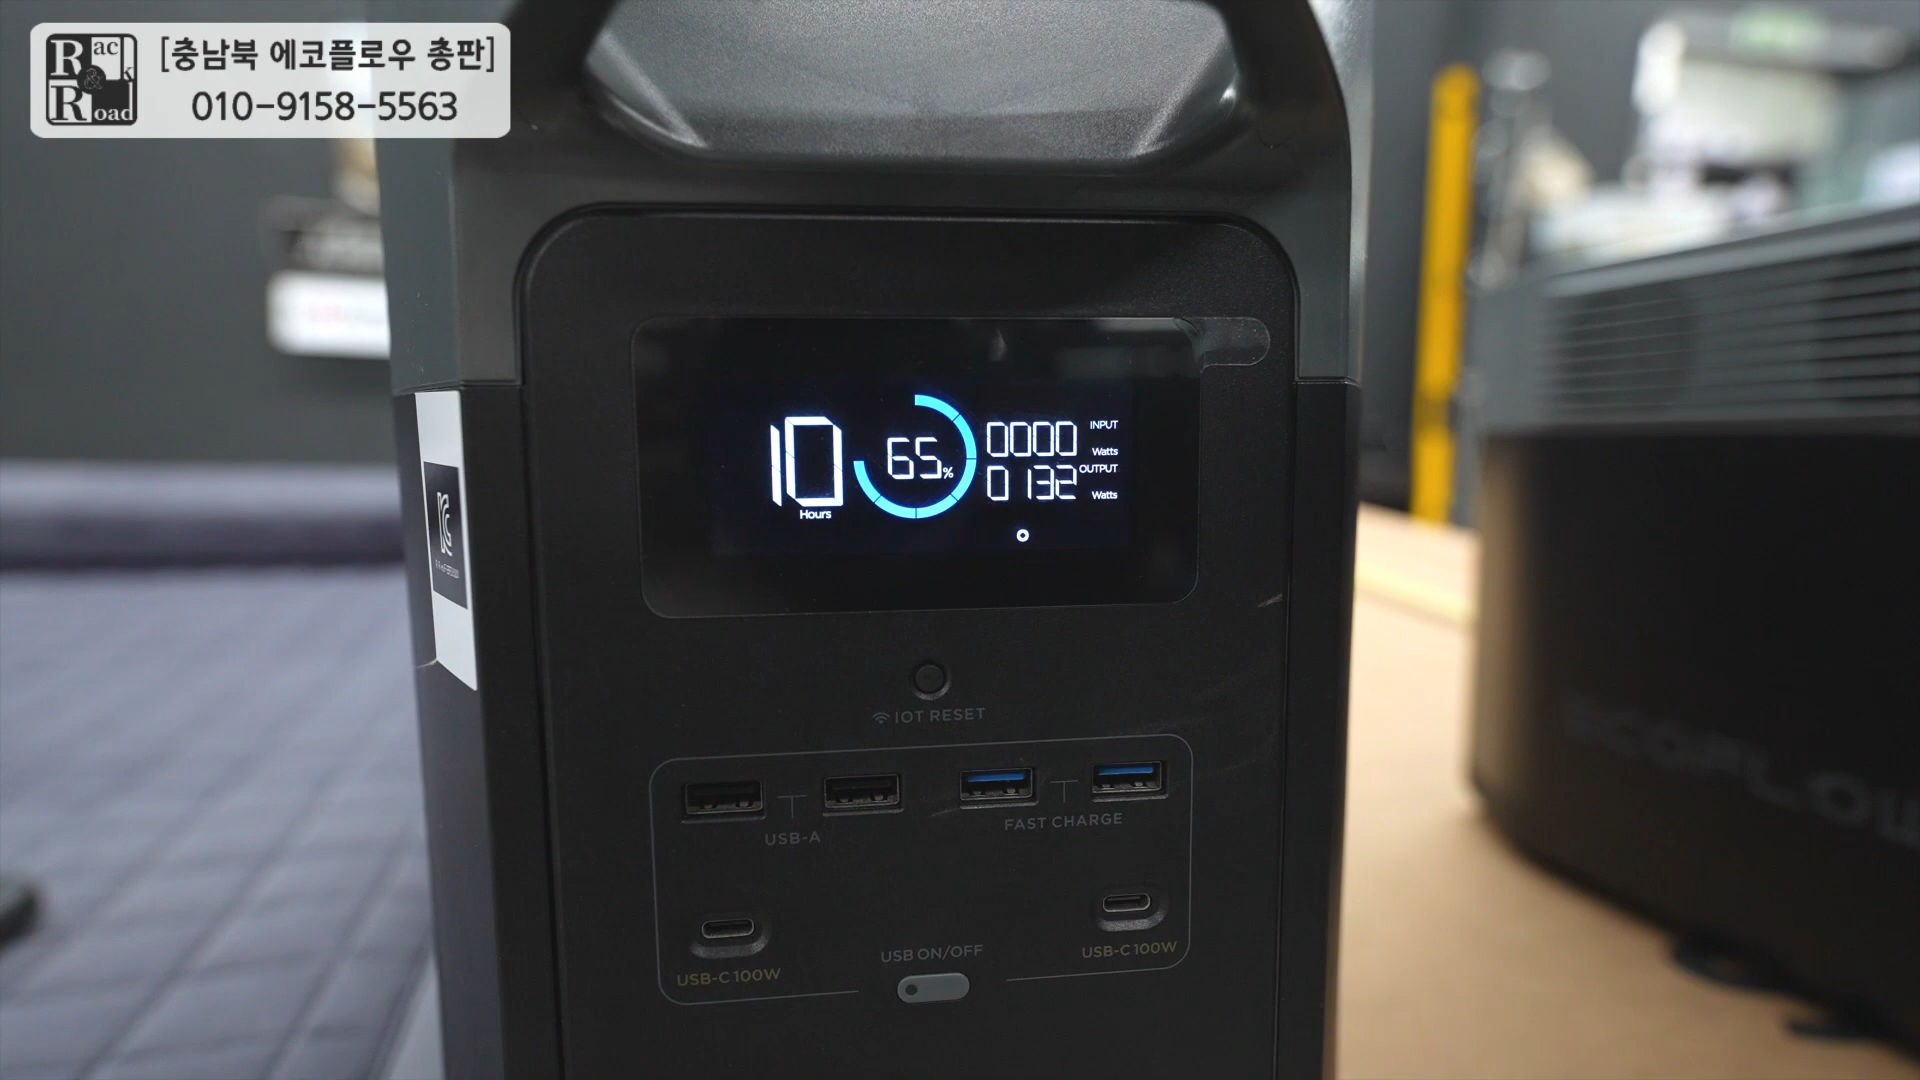 Rack
&
Road
[충남북 에코플로우 총판]
010-9158-5563
10
Hours
65%
0000 INPUT
Watts
0132 OUTPUT
Watts
IOT RESET
USB-A
FAST CHARGE
USB-C 100W
USB ON/OFF
USB-C 100W
ECOFLOW